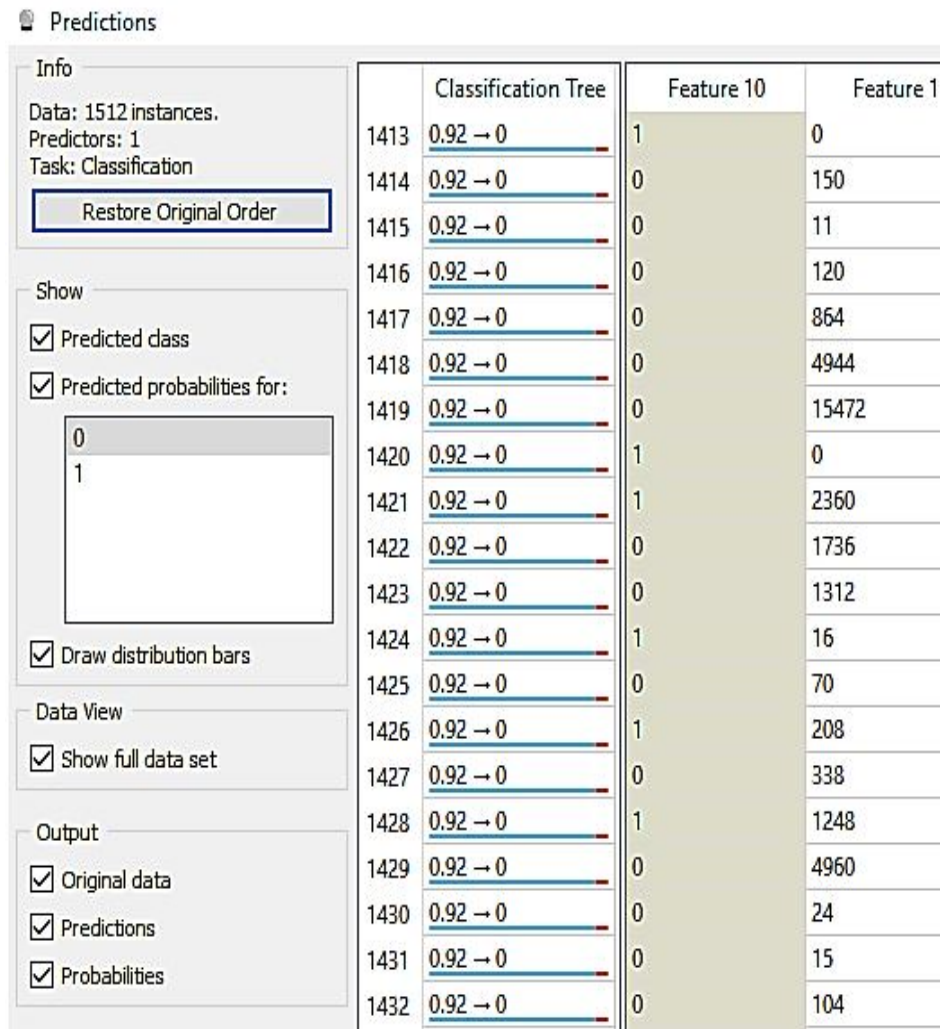 Predictions
Info
Data: 1512 instances.
Predictors: 1
Task: Classification
Restore Original Order
Show
Predicted class
Predicted probabilities for:
0
1
Draw distribution bars
Data View
Show full data set
Output
Original data
Predictions
Probabilities
Classification Tree Feature 10 Feature 1
1413 0.92 → 0 1 0
1414 0.92 → 0 0 150
1415 0.92 → 0 0 11
1416 0.92 → 0 0 120
1417 0.92 → 0 0 864
1418 0.92 → 0 0 4944
1419 0.92 → 0 0 15472
1420 0.92 → 0 1 0
1421 0.92 → 0 1 2360
1422 0.92 → 0 0 1736
1423 0.92 → 0 0 1312
1424 0.92 → 0 1 16
1425 0.92 → 0 0 70
1426 0.92 → 0 1 208
1427 0.92 → 0 0 338
1428 0.92 → 0 1 1248
1429 0.92 → 0 0 4960
1430 0.92 → 0 0 24
1431 0.92 → 0 0 15
1432 0.92 → 0 0 104